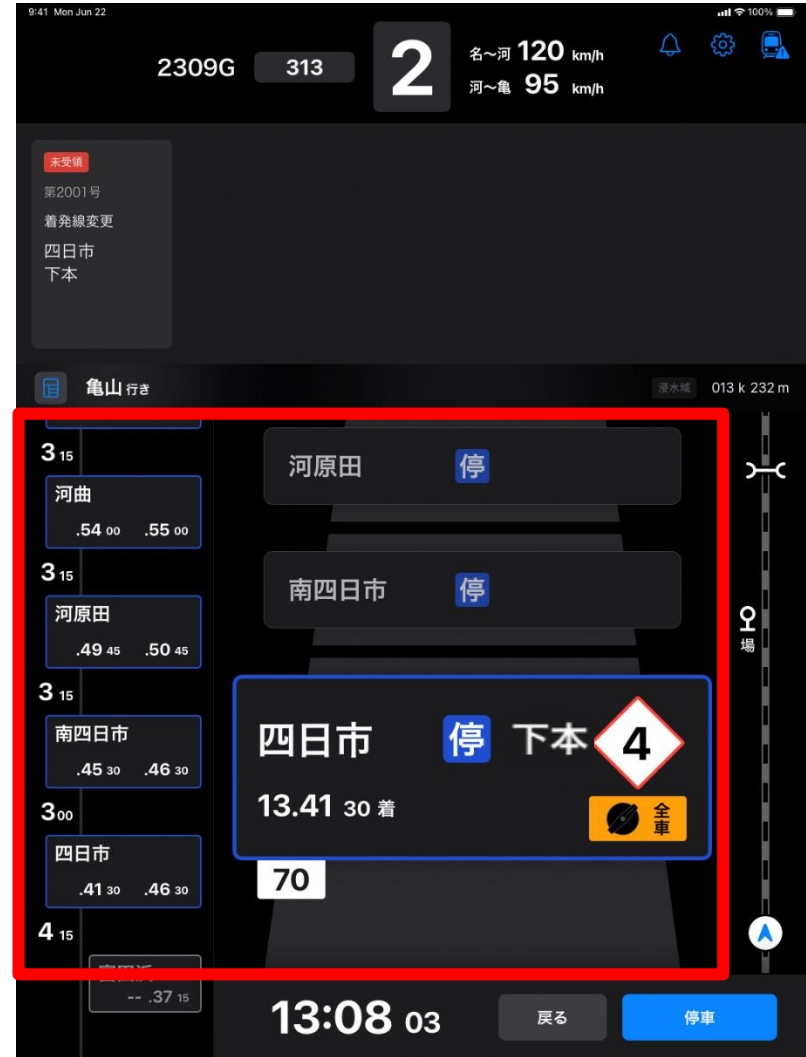 9:41 Mon Jun 22
100%
2309G 313 2 名～河 120 km/h
河～亀 95 km/h
未受領
第2001号
着発線変更
四日市
下本
亀山 行き
浸水域 013 k 232 m
3 15
河曲
.54 00 .55 00
3 15
河原田
.49 45 .50 45
3 15
南四日市
.45 30 .46 30
3 00
四日市
.41 30 .46 30
4 15
-- .37 15
河原田 停
南四日市 停
四日市 停 下本 4
13.41 30 着
全車
70
場
13:08 03
戻る
停車